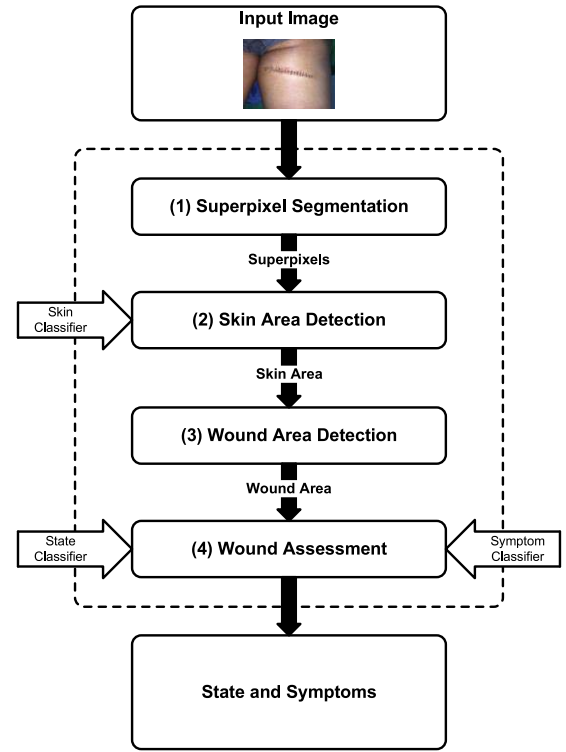 Input Image
(1) Superpixel Segmentation
Superpixels
Skin
Classifier
(2) Skin Area Detection
Skin Area
(3) Wound Area Detection
Wound Area
State
Classifier
(4) Wound Assessment
Symptom
Classifier
State and Symptoms